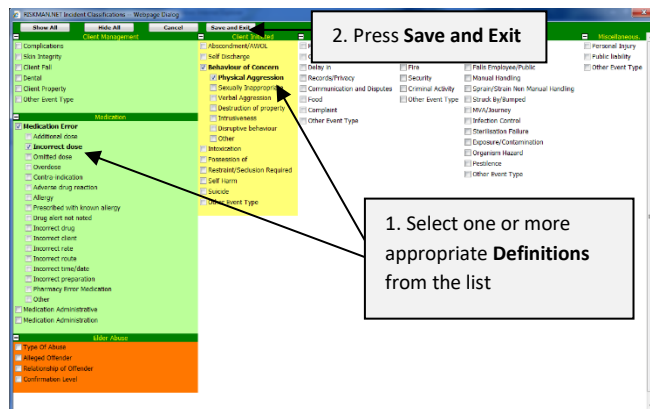 RISKMAN.NET Incident Classifications -- Webpage Dialog
Show All Hide All Cancel Save and Exit
2. Press Save and Exit
Client Management
Complications
Skin Integrity
Client Fall
Dental
Client Property
Other Event Type
Medication
Medication Error
Additional dose
Incorrect dose
Omitted dose
Overdose
Contra-indication
Adverse drug reaction
Allergy
Prescribed with known allergy
Drug alert not noted
Incorrect drug
Incorrect client
Incorrect rate
Incorrect route
Incorrect time/date
Incorrect preparation
Pharmacy Error Medication
Other
Medication Administrative
Medication Administration
Elder Abuse
Type Of Abuse
Alleged Offender
Relationship of Offender
Confirmation Level
Client Initiated
Abscondment/AWOL
Self Discharge
Behaviour of Concern
Physical Aggression
Sexually Inappropriate
Verbal Aggression
Destruction of property
Intrusiveness
Disruptive behaviour
Other
Intoxication
Possession of
Restraint/Seclusion Required
Self Harm
Suicide
Other Event Type
Delay in
Records/Privacy
Communication and Disputes
Food
Complaint
Other Event Type
Fire
Security
Criminal Activity
Other Event Type
Falls Employee/Public
Manual Handling
Sprain/Strain Non Manual Handling
Struck By/Bumped
MVA/Journey
Infection Control
Sterilisation Failure
Exposure/Contamination
Organism Hazard
Pestilence
Other Event Type
Miscellaneous.
Personal Injury
Public liability
Other Event Type
1. Select one or more
appropriate Definitions
from the list